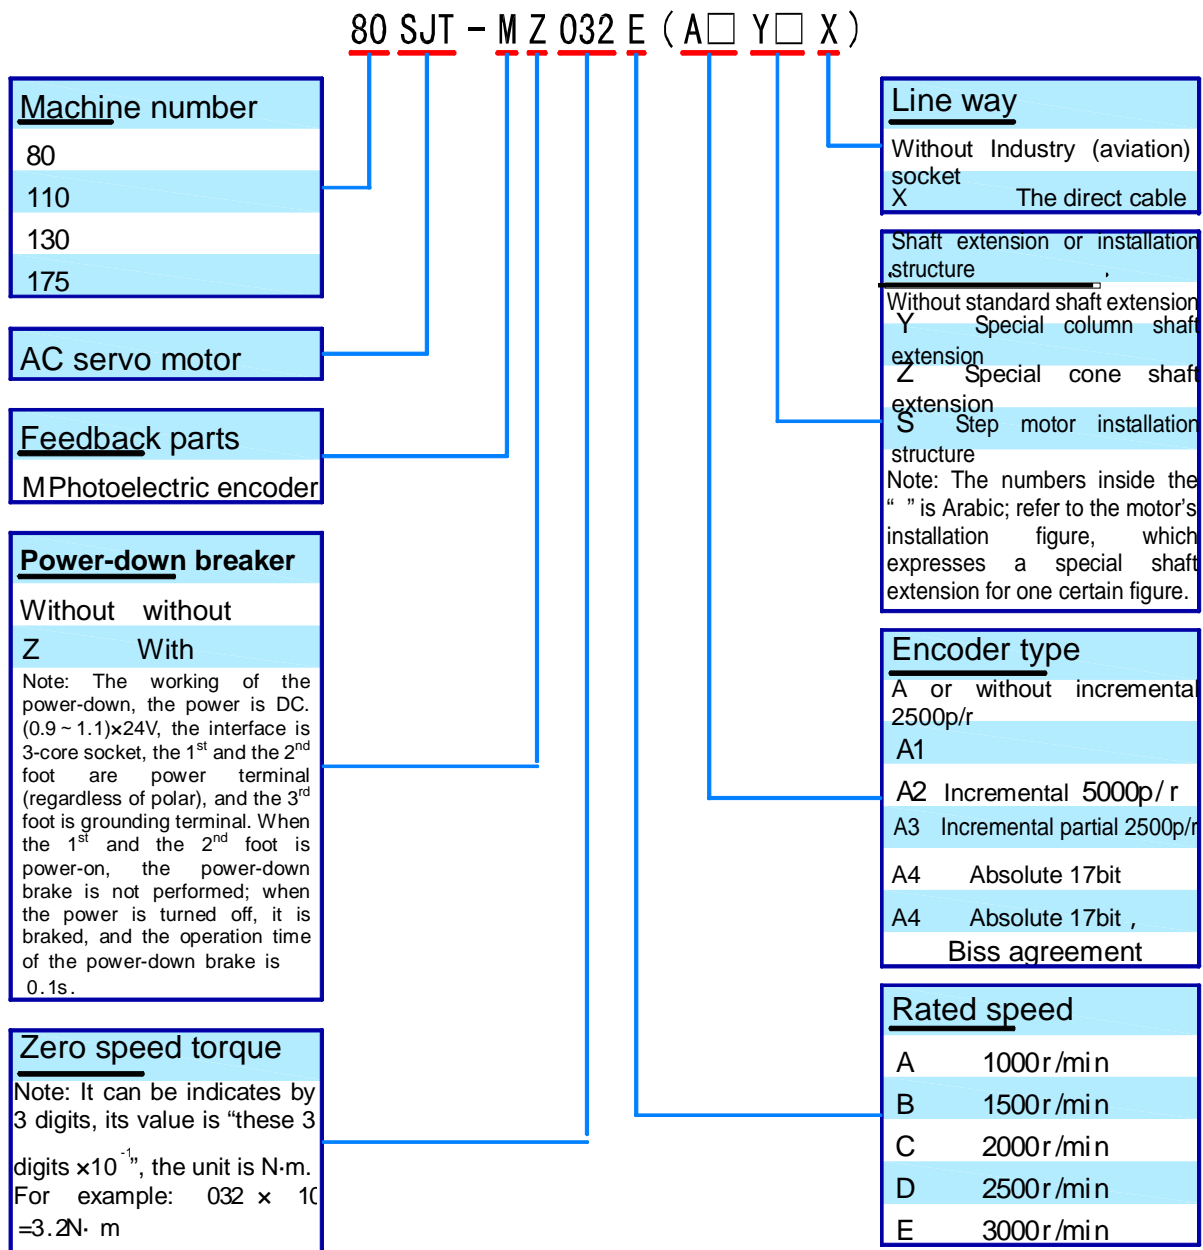 80 SJT - M Z 032 E ( A□ Y□ X )
Machine number
80
110
130
175
AC servo motor
Feedback parts
MPhotoelectric encoder
Power-down breaker
Without without
Z With
Note: The working of the
power-down, the power is DC.
(0.9 ~ 1.1)×24V, the interface is
3-core socket, the 1st and the 2nd
foot are power terminal
(regardless of polar), and the 3rd
foot is grounding terminal. When
the 1st and the 2nd foot is
power-on, the power-down
brake is not performed; when
the power is turned off, it is
braked, and the operation time
of the power-down brake is
0.1s.
Zero speed torque
Note: It can be indicates by
3 digits, its value is “these 3
digits ×10-1”, the unit is N·m.
For example: 032 × 10
=3.2N· m
Line way
Without Industry (aviation)
socket
X The direct cable
Shaft extension or installation
structure
Without standard shaft extension
Y Special column shaft
extension
Z Special cone shaft
extension
S Step motor installation
structure
Note: The numbers inside the
“ ” is Arabic; refer to the motor’s
installation figure, which
expresses a special shaft
extension for one certain figure.
Encoder type
A or without incremental
2500p/r
A1
A2 Incremental 5000p/r
A3 Incremental partial 2500p/r
A4 Absolute 17bit
A4 Absolute 17bit ,
Biss agreement
Rated speed
A 1000r/min
B 1500r/min
C 2000r/min
D 2500r/min
E 3000r/min